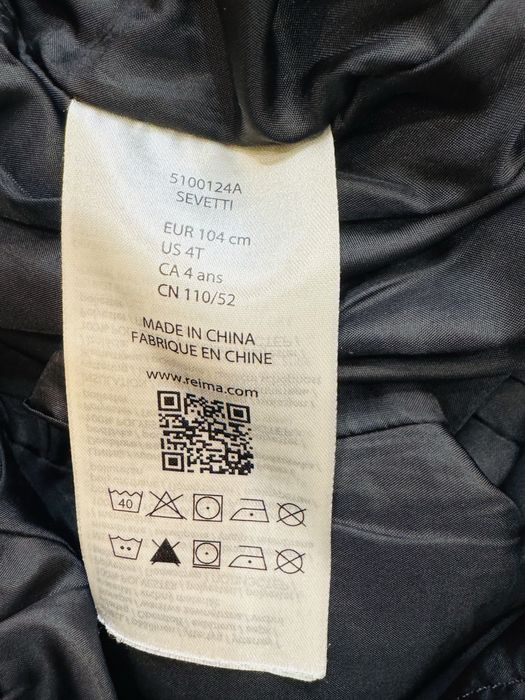 5100124A
SEVETTI
EUR 104 cm
US 4T
CA 4 ans
CN 110/52
MADE IN CHINA
FABRIQUE EN CHINE
www.reima.com
40